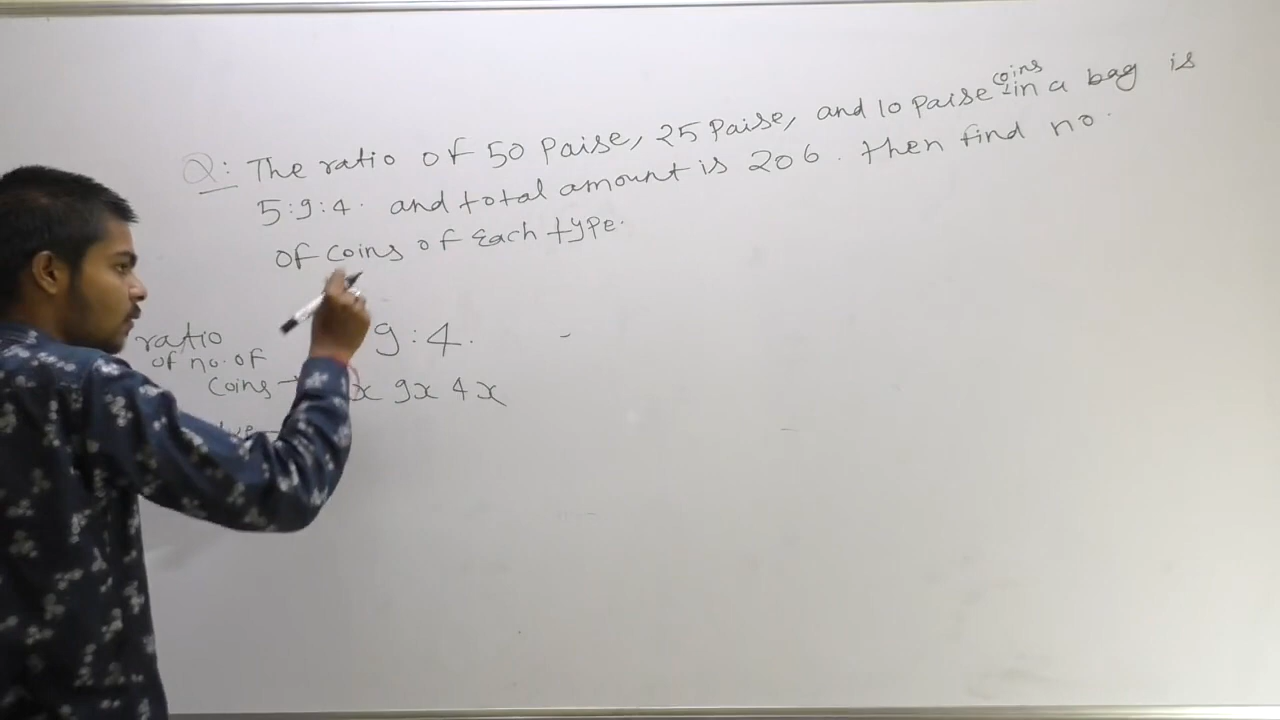 Q: The ratio of 50 Paise, 25 Paise, and 10 Paise coins in a bag is
5:9:4. and total amount is 206. then find no.
of coins of Each type.
ratio 9:4.
of no. of
coins → x 9x 4x